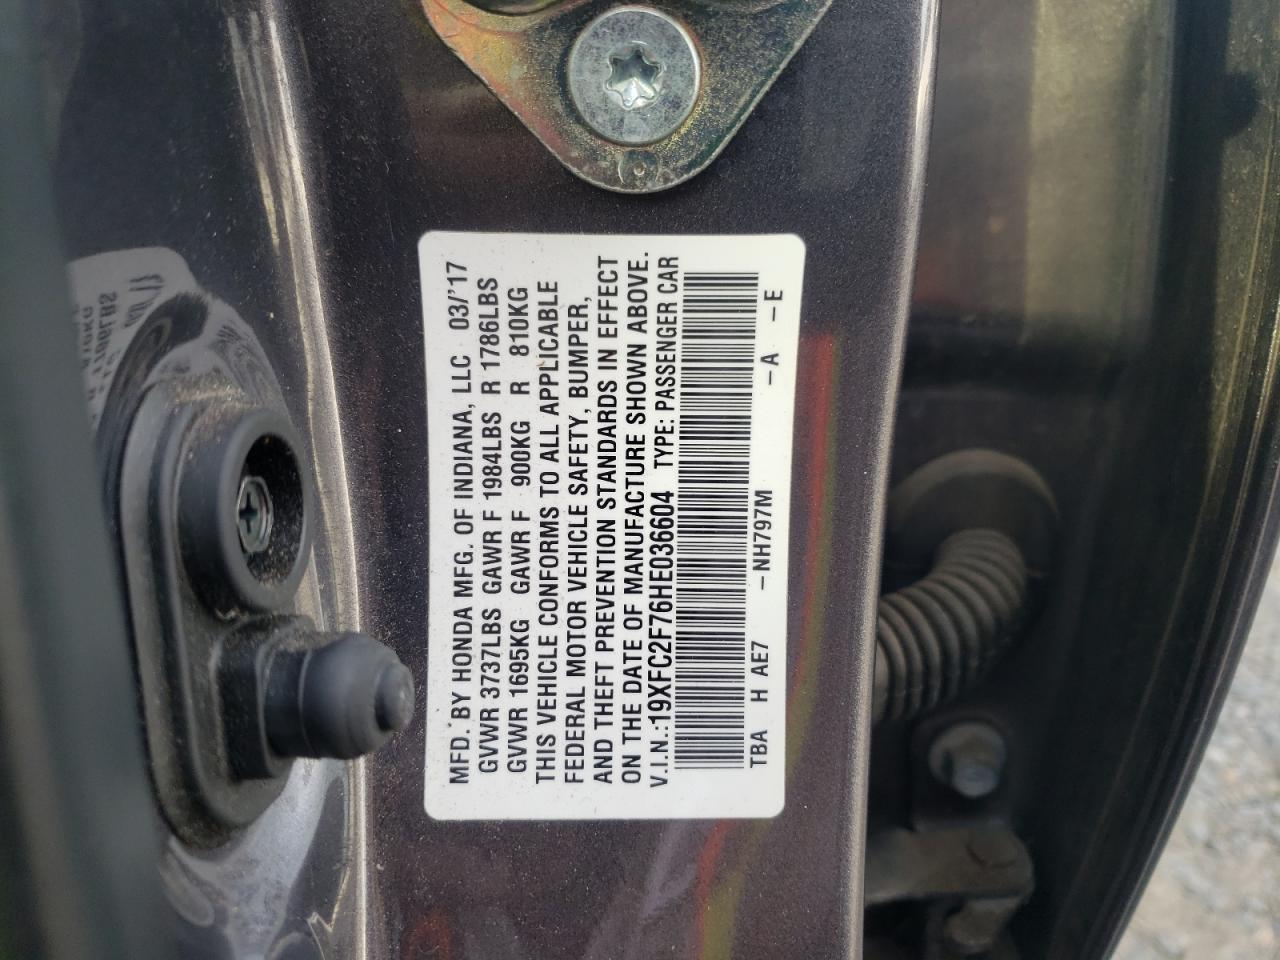 MFD. BY HONDA MFG. OF INDIANA, LLC 03/'17
GVWR 3737LBS GAWR F 1984LBS R 1786LBS
GVWR 1695KG GAWR F 900KG R 810KG
THIS VEHICLE CONFORMS TO ALL APPLICABLE
FEDERAL MOTOR VEHICLE SAFETY, BUMPER,
AND THEFT PREVENTION STANDARDS IN EFFECT
ON THE DATE OF MANUFACTURE SHOWN ABOVE.
V.I.N.:19XFC2F76HE036604 TYPE: PASSENGER CAR
TBA H AE7 -NH797M -A -E